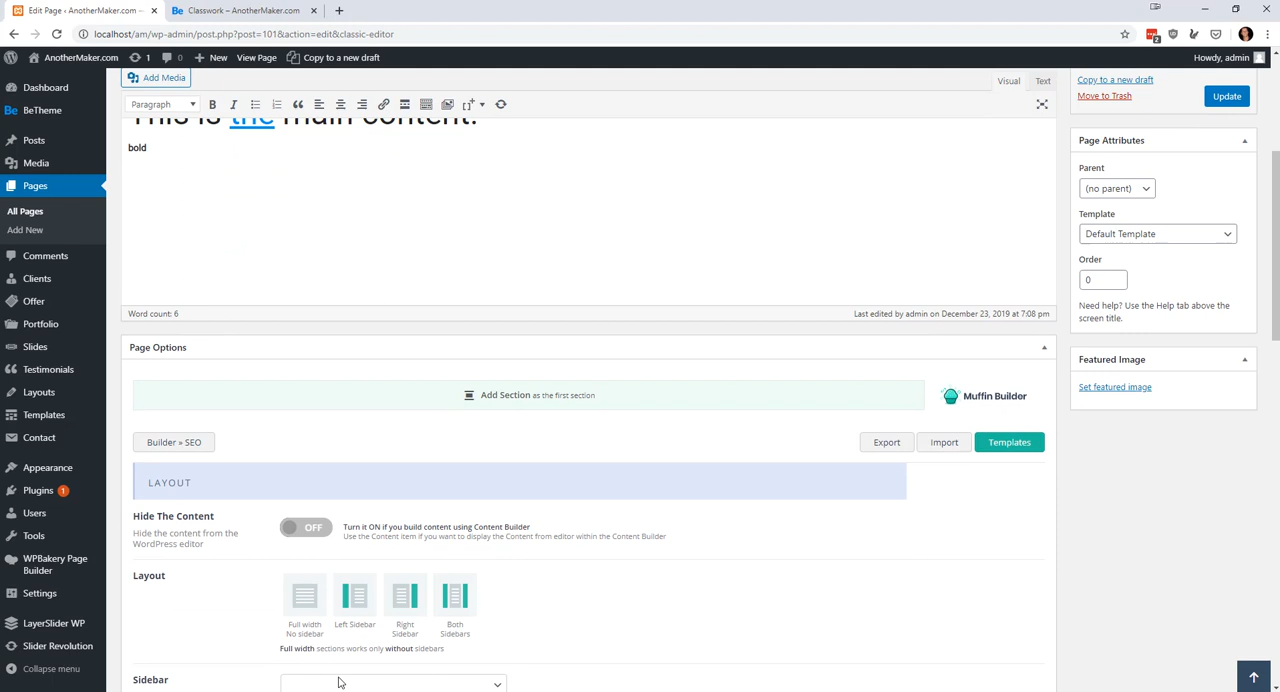 Edit Page ‹ AnotherMaker.com —
Classwork – AnotherMaker.com
localhost/am/wp-admin/post.php?post=101&action=edit&classic-editor
2
AnotherMaker.com
1
0
New
View Page
Copy to a new draft
Howdy, admin
Dashboard
Be
BeTheme
Posts
Media
Pages
All Pages
Add New
Comments
Clients
Offer
Portfolio
Slides
Testimonials
Layouts
Templates
Contact
Appearance
Plugins 1
Users
Tools
WPBakery Page
Builder
Settings
LayerSlider WP
Slider Revolution
Collapse menu
Add Media
Visual
Text
Paragraph
B
I
This is the main content.
bold
Word count: 6
Last edited by admin on December 23, 2019 at 7:08 pm
Page Options
Add Section as the first section
Muffin Builder
Builder » SEO
Export
Import
Templates
LAYOUT
Hide The Content
Hide the content from the
WordPress editor
OFF
Turn it ON if you build content using Content Builder
Use the Content item if you want to display the Content from editor within the Content Builder
Layout
Full width
No sidebar
Left Sidebar
Right
Sidebar
Both
Sidebars
Full width sections works only without sidebars
Sidebar
Copy to a new draft
Move to Trash
Update
Page Attributes
Parent
(no parent)
Template
Default Template
Order
0
Need help? Use the Help tab above the
screen title.
Featured Image
Set featured image